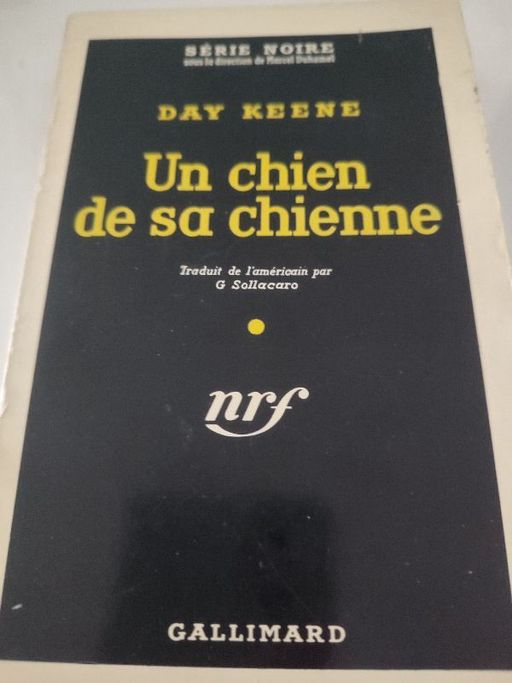 SÉRIE NOIRE
sous la direction de Marcel Duhamel
DAY KEENE
Un chien
de sa chienne
Traduit de l'américain par
G Sollacaro
nrf
GALLIMARD